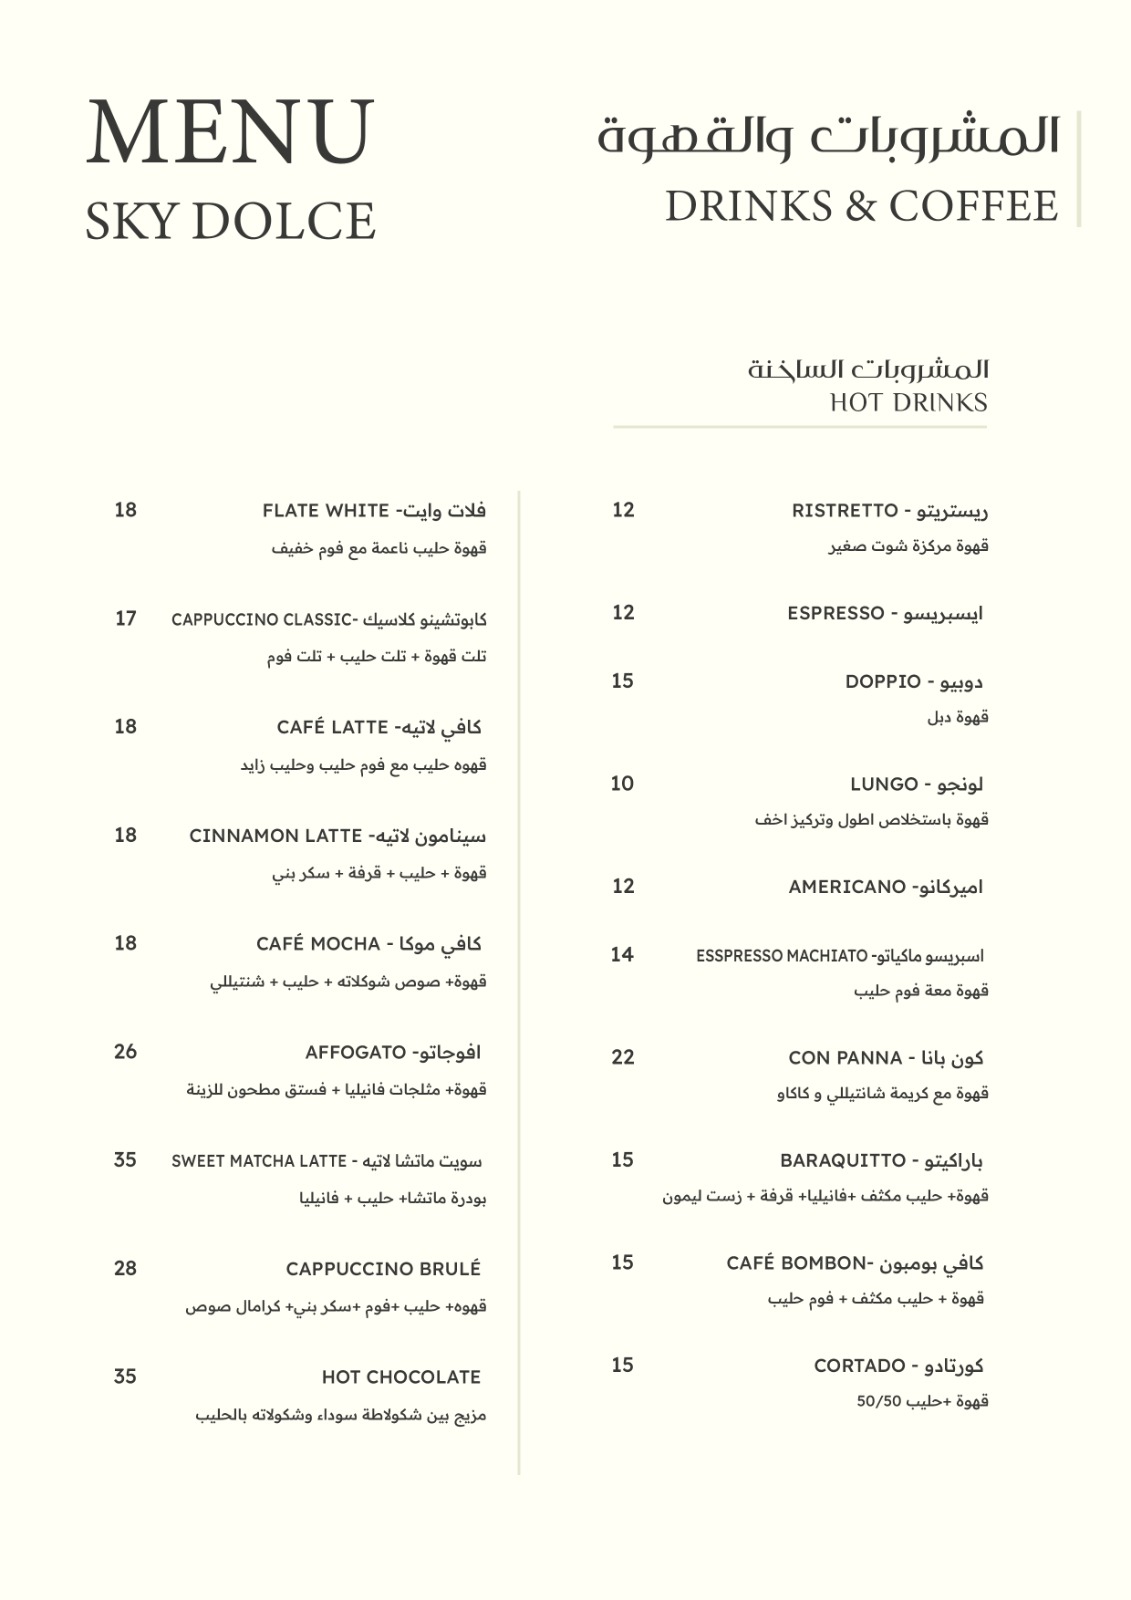 MENU
SKY DOLCE
المشروبات والقهوة
DRINKS & COFFEE
المشروبات الساخنة
HOT DRINKS
ريستريتو - RISTRETTO 12
قهوة مركزة شوت صغير
ايسبريسو - ESPRESSO 12
دوبيو - DOPPIO 15
قهوة دبل
لونجو - LUNGO 10
قهوة باستخلاص اطول وتركيز اخف
اميركانو- AMERICANO 12
اسبريسو ماكياتو- ESSPRESSO MACHIATO 14
قهوة معة فوم حليب
كون بانا - CON PANNA 22
قهوة مع كريمة شانتيللي و كاكاو
باراكيتو - BARAQUITTO 15
قهوة+ حليب مكثف +فانيليا+ قرفة + زست ليمون
كافي بومبون -CAFÉ BOMBON 15
قهوة + حليب مكثف + فوم حليب
كورتادو - CORTADO 15
قهوة +حليب 50/50
فلات وايت- FLATE WHITE 18
قهوة حليب ناعمة مع فوم خفيف
كابوتشينو كلاسيك -CAPPUCCINO CLASSIC 17
تلت قهوة + تلت حليب + تلت فوم
كافي لاتيه- CAFÉ LATTE 18
قهوه حليب مع فوم حليب وحليب زايد
سينامون لاتيه- CINNAMON LATTE 18
قهوة + حليب + قرفة + سكر بني
كافي موكا - CAFÉ MOCHA 18
قهوة+ صوص شوكلاته + حليب + شنتيللي
افوجاتو- AFFOGATO 26
قهوة+ مثلجات فانيليا + فستق مطحون للزينة
سويت ماتشا لاتيه - SWEET MATCHA LATTE 35
بودرة ماتشا+ حليب + فانيليا
CAPPUCCINO BRULÉ 28
قهوه+ حليب +فوم +سكر بني+ كرامال صوص
HOT CHOCOLATE 35
مزيج بين شكولاطة سوداء وشكولاته بالحليب